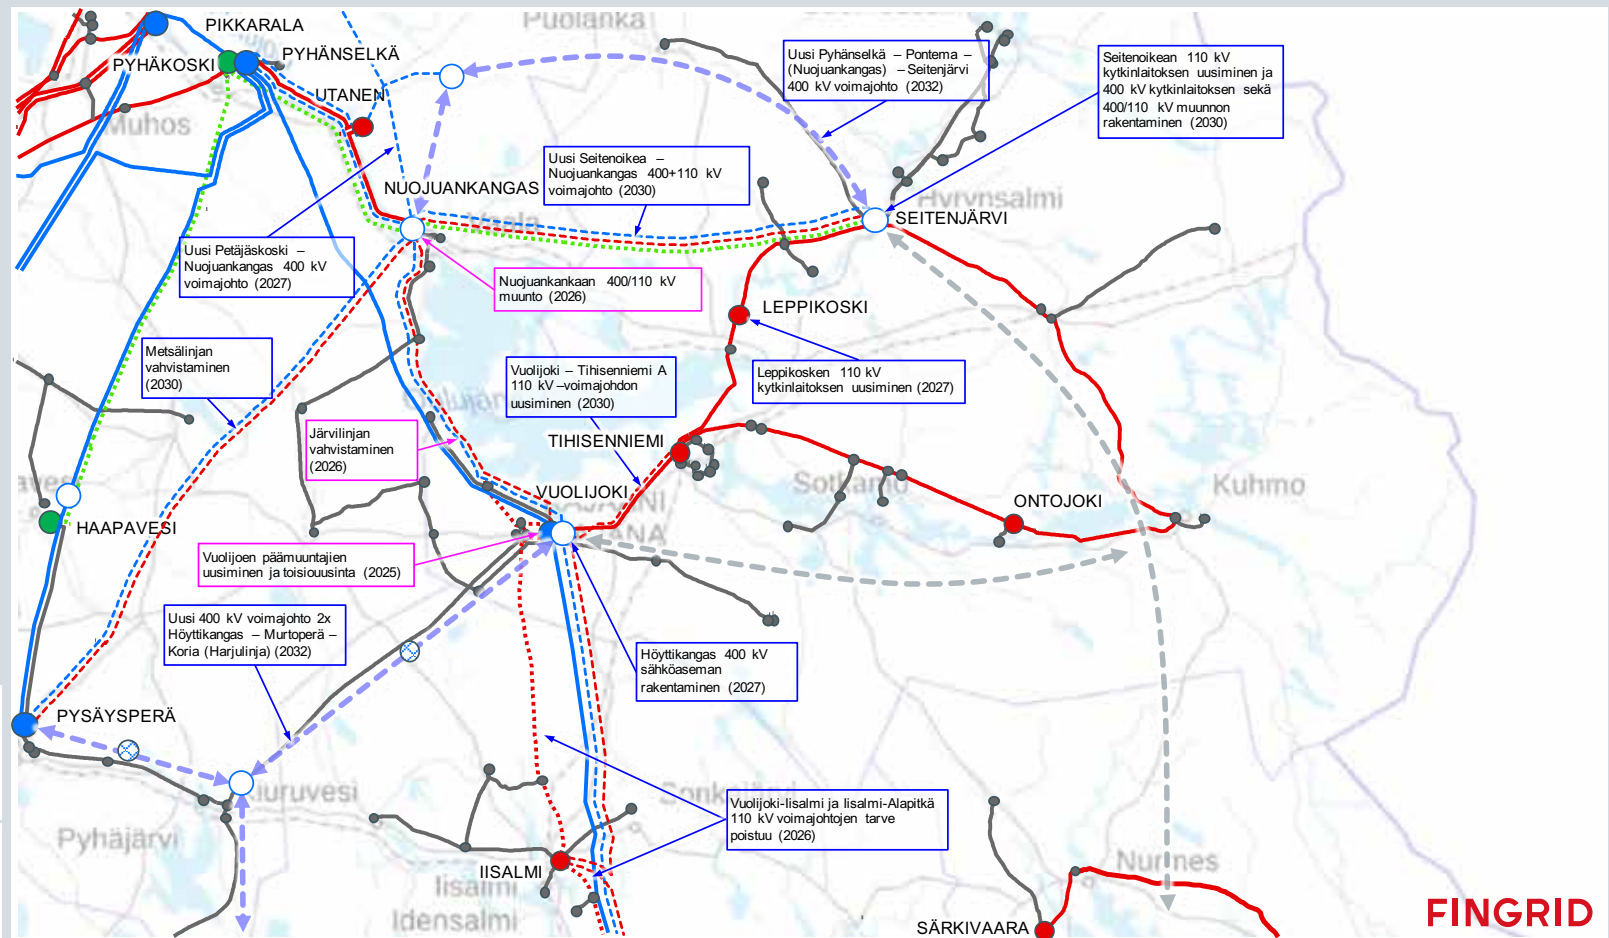 Puolanka
PIKKARALA
PYHÄNSELKÄ
PYHÄKOSKI
UTANEN
Muhos
Uusi Pyhänselkä – Pontema –
(Nuojuankangas) – Seitenjärvi
400 kV voimajohto (2032)
Seitenoikean 110 kV
kytkinlaitoksen uusiminen ja
400 kV kytkinlaitoksen sekä
400/110 kV muunnon
rakentaminen (2030)
Uusi Seitenoikea –
Nuojuankangas 400+110 kV
voimajohto (2030)
NUOJUANKANGAS
Vaala
Hyrynsalmi
SEITENJÄRVI
Uusi Petäjäskoski –
Nuojuankangas 400 kV
voimajohto (2027)
Nuojuankankaan 400/110 kV
muunto (2026)
LEPPIKOSKI
Metsälinjan
vahvistaminen
(2030)
Vuolijoki – Tihisenniemi A
110 kV –voimajohdon
uusiminen (2030)
Leppikosken 110 kV
kytkinlaitoksen uusiminen (2027)
Järvilinjan
vahvistaminen
(2026)
TIHISENNIEMI
VUOLIJOKI
Sotkamo
Kuhmo
ONTOJOKI
HAAPAVESI
Vuolijoen päämuuntajien
uusiminen ja toisiouusinta (2025)
Uusi 400 kV voimajohto 2x
Höyttikangas – Murtoperä –
Koria (Harjulinja) (2032)
Höyttikangas 400 kV
sähköaseman
rakentaminen (2027)
PYSÄYSPERÄ
Kiuruvesi
Sonkajärvi
Pyhäjärvi
Vuolijoki-Iisalmi ja Iisalmi-Alapitkä
110 kV voimajohtojen tarve
poistuu (2026)
IISALMI
Iisalmi
Idensalmi
Nurmes
SÄRKIVAARA
FINGRID